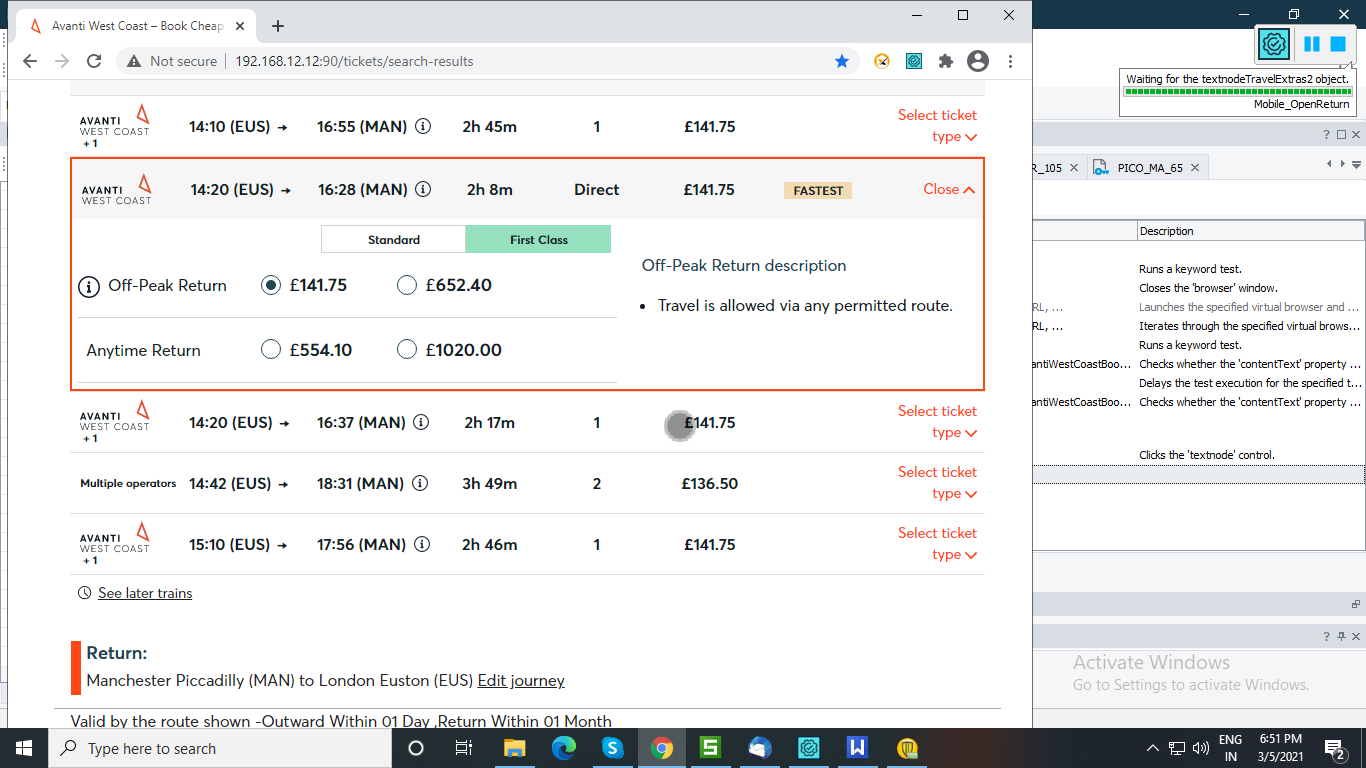 Avanti West Coast – Book Cheap
Not secure
192.168.12.12:90/tickets/search-results
Waiting for the textnodeTravelExtras2 object.
Mobile_OpenReturn
AVANTI
WEST COAST
+ 1
14:10 (EUS) → 16:55 (MAN) 2h 45m 1 £141.75 Select ticket
type
AVANTI
WEST COAST
14:20 (EUS) → 16:28 (MAN) 2h 8m Direct £141.75 FASTEST Close
Standard First Class
Off-Peak Return £141.75 £652.40
Anytime Return £554.10 £1020.00
Off-Peak Return description
• Travel is allowed via any permitted route.
AVANTI
WEST COAST
+ 1
14:20 (EUS) → 16:37 (MAN) 2h 17m 1 £141.75 Select ticket
type
Multiple operators 14:42 (EUS) → 18:31 (MAN) 3h 49m 2 £136.50 Select ticket
type
AVANTI
WEST COAST
+ 1
15:10 (EUS) → 17:56 (MAN) 2h 46m 1 £141.75 Select ticket
type
See later trains
Return:
Manchester Piccadilly (MAN) to London Euston (EUS) Edit journey
Valid by the route shown -Outward Within 01 Day ,Return Within 01 Month
R_105 PICO_MA_65
Description
Runs a keyword test.
Closes the 'browser' window.
RL, ... Launches the specified virtual browser and ...
RL, ... Iterates through the specified virtual brows...
Runs a keyword test.
antiWestCoastBoo... Checks whether the 'contentText' property ...
Delays the test execution for the specified t...
antiWestCoastBoo... Checks whether the 'contentText' property ...
Clicks the 'textnode' control.
Activate Windows
Go to Settings to activate Windows.
Type here to search
ENG
IN
6:51 PM
3/5/2021
2